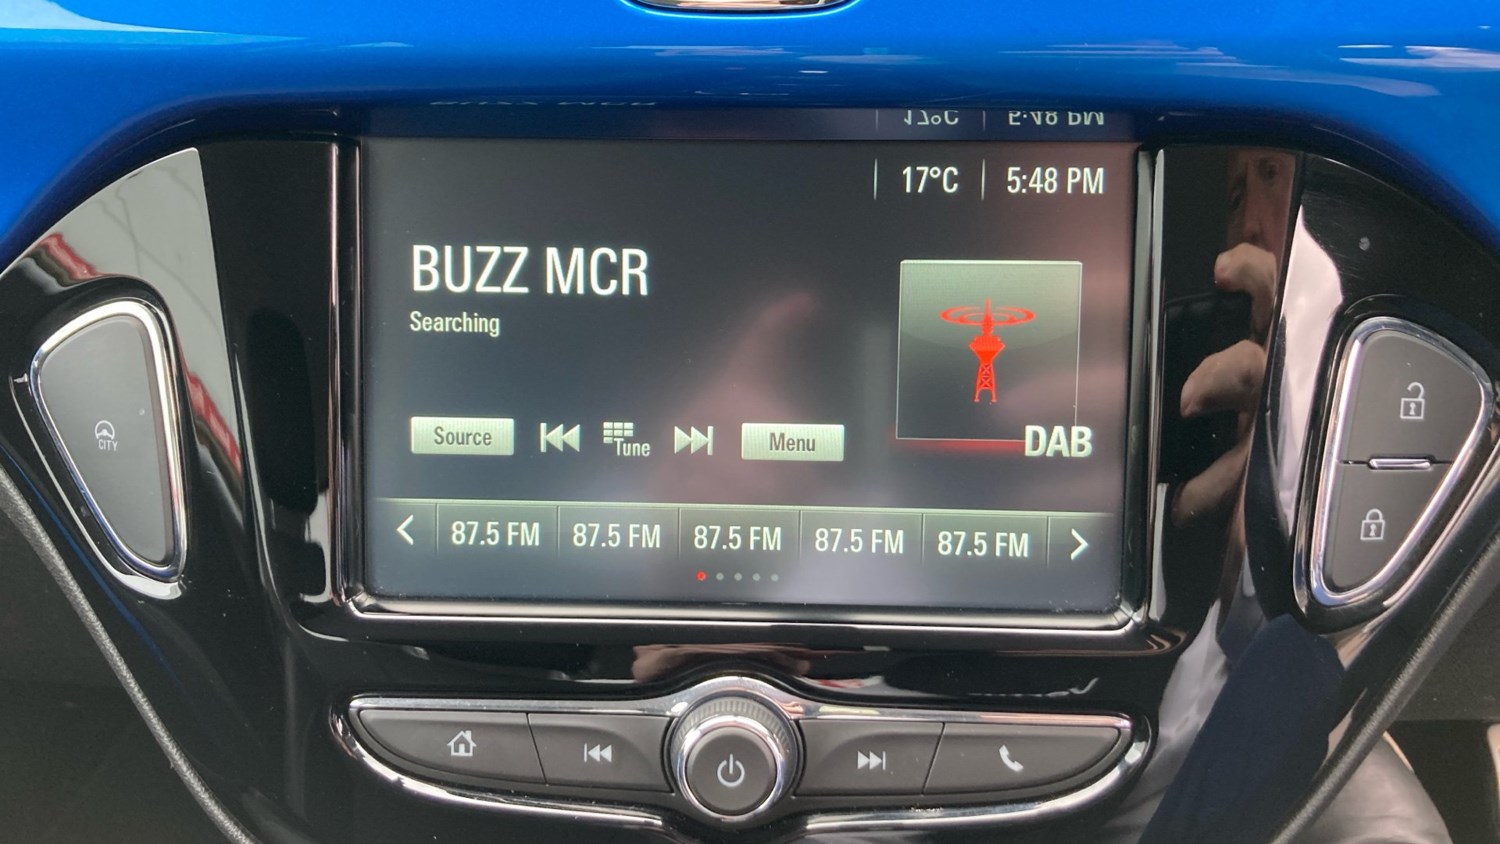 17°C 5:48 PM
BUZZ MCR
Searching
Source Tune Menu
DAB
87.5 FM 87.5 FM 87.5 FM 87.5 FM 87.5 FM
CITY